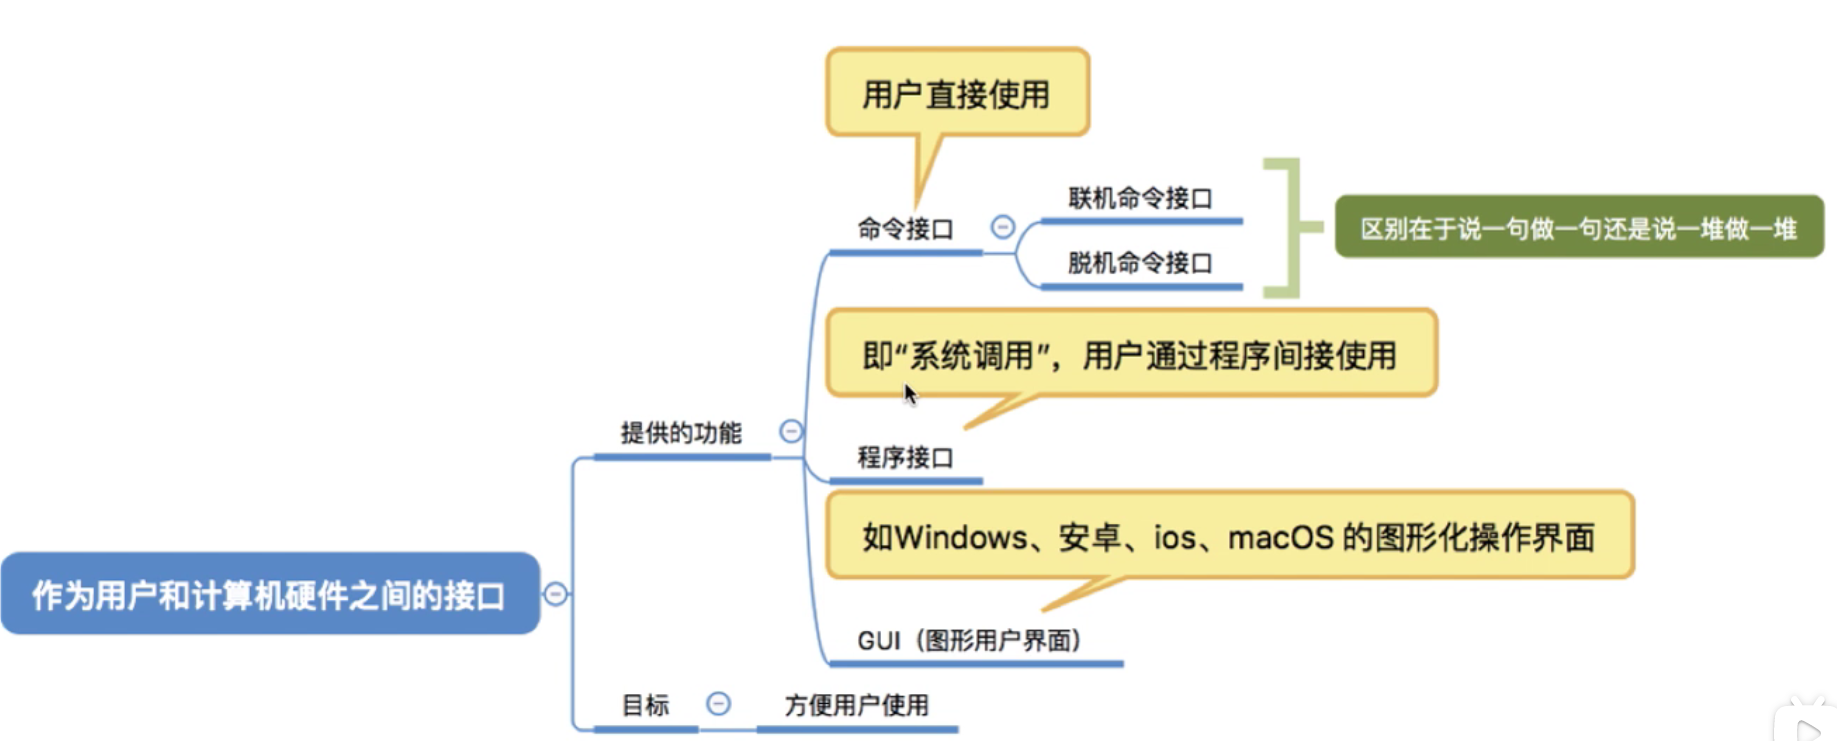 用户直接使用
联机命令接口
命令接口
区别在于说一句做一句还是说一堆做一堆
脱机命令接口
即“系统调用”，用户通过程序间接使用
提供的功能
程序接口
如Windows、安卓、ios、macOS 的图形化操作界面
作为用户和计算机硬件之间的接口
GUI（图形用户界面）
目标
方便用户使用